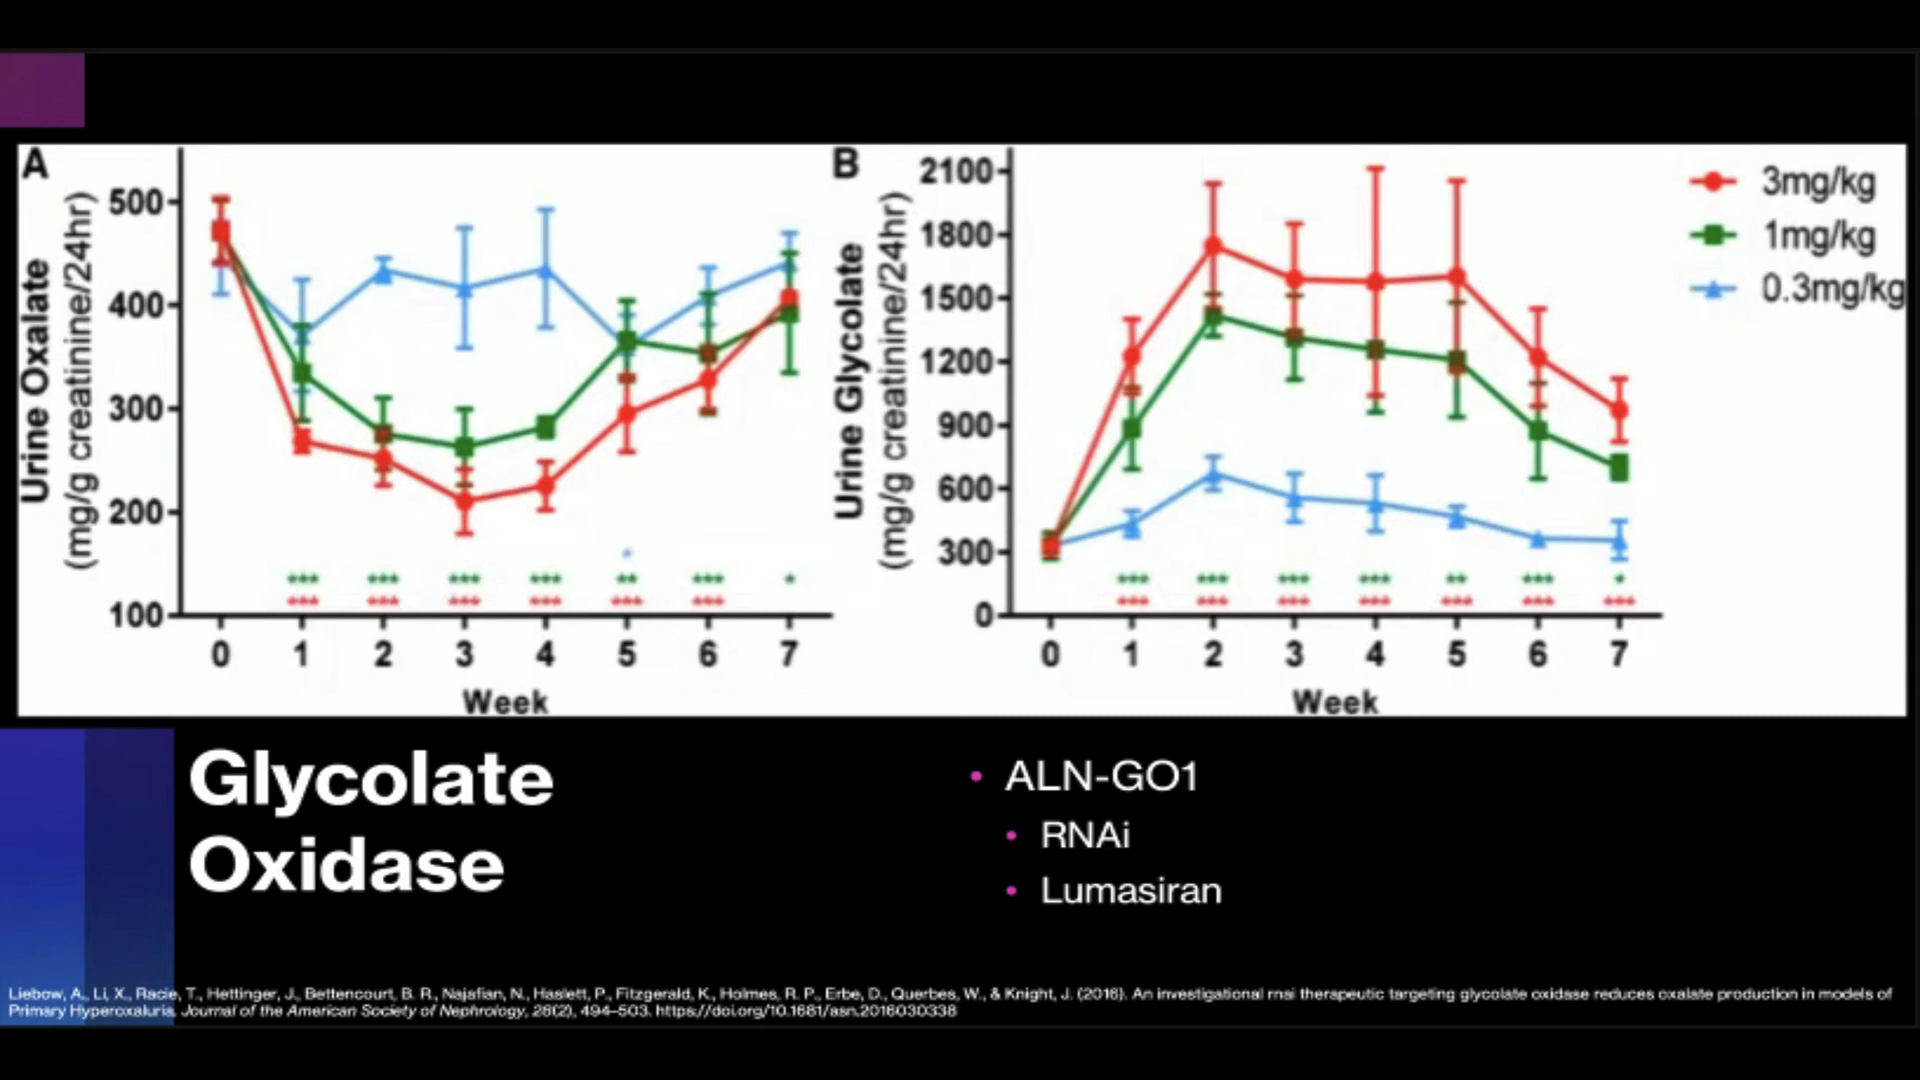 A
Urine Oxalate
(mg/g creatinine/24hr)
500
400
300
200
100
*
*** *** *** *** ** *** *
*** *** *** *** *** ***
0 1 2 3 4 5 6 7
Week
B
Urine Glycolate
(mg/g creatinine/24hr)
2100
1800
1500
1200
900
600
300
0
*** *** *** *** ** *** *
*** *** *** *** *** *** ***
0 1 2 3 4 5 6 7
Week
3mg/kg
1mg/kg
0.3mg/kg
Glycolate
Oxidase
• ALN-GO1
• RNAi
• Lumasiran
Liebow, A., Li, X., Racie, T., Hettinger, J., Bettencourt, B. R., Najafian, N., Haslett, P., Fitzgerald, K., Holmes, R. P., Erbe, D., Querbes, W., & Knight, J. (2016). An investigational rnai therapeutic targeting glycolate oxidase reduces oxalate production in models of
Primary Hyperoxaluria. Journal of the American Society of Nephrology, 28(2), 494–503. https://doi.org/10.1681/asn.2016030338